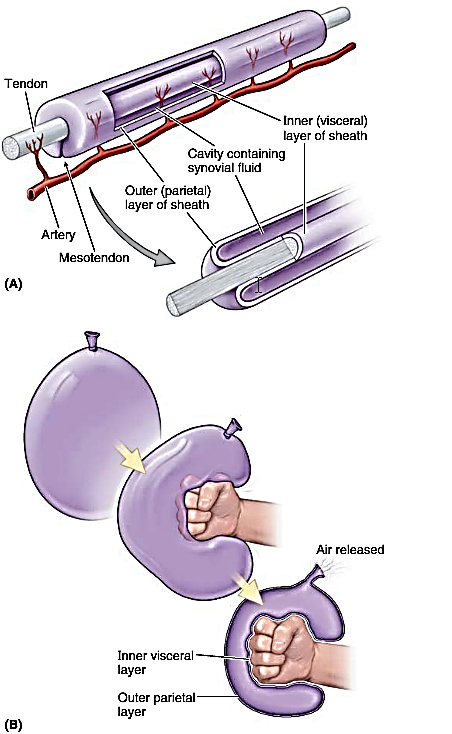 Tendon
Inner (visceral)
layer of sheath
Cavity containing
synovial fluid
Outer (parietal)
layer of sheath
Artery
Mesotendon
(A)
Air released
Inner visceral
layer
Outer parietal
layer
(B)